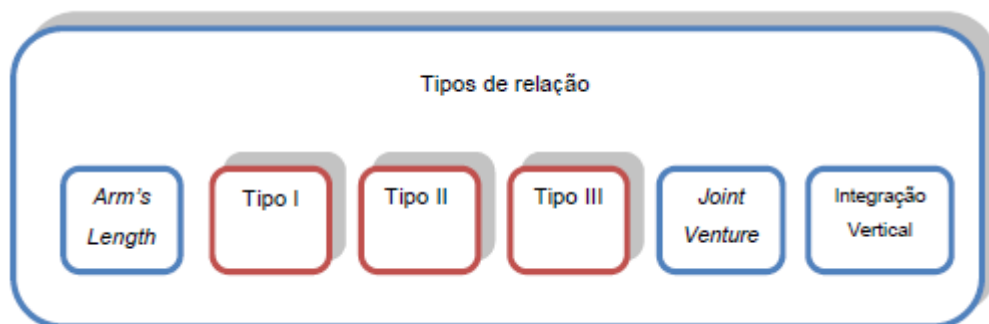 Tipos de relação
Arm's
Length
Tipo I
Tipo II
Tipo III
Joint
Venture
Integração
Vertical